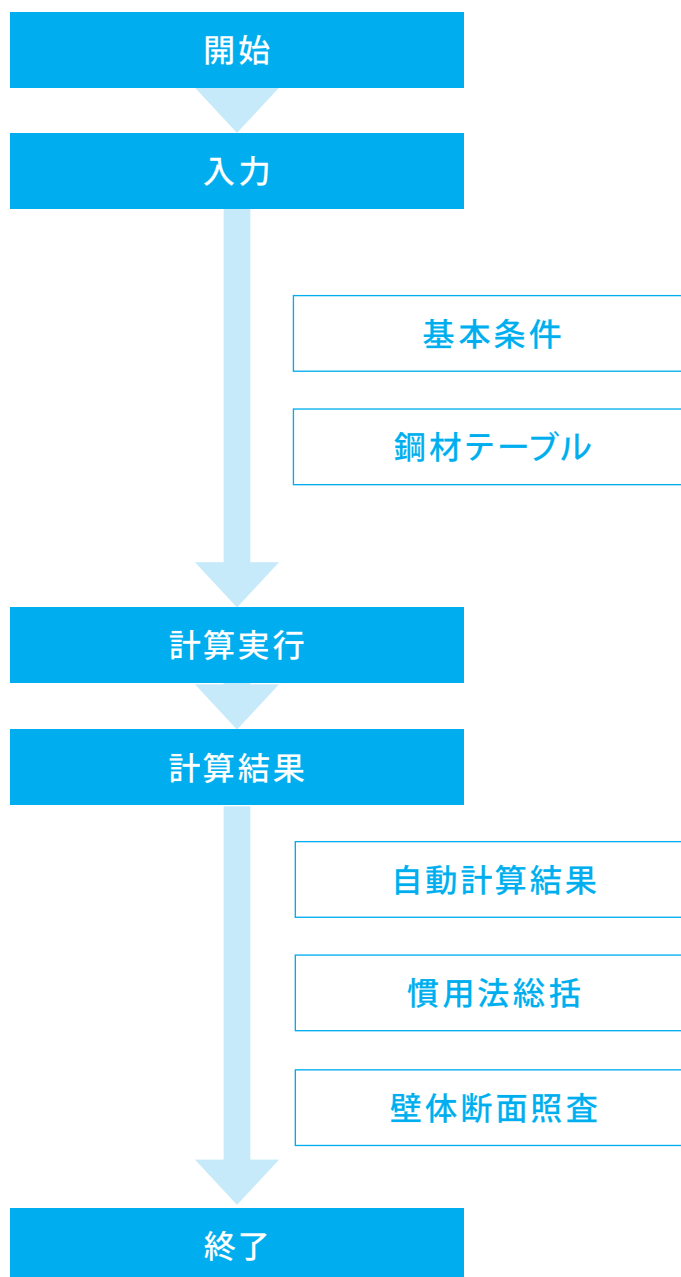 開始
入力
基本条件
鋼材テーブル
計算実行
計算結果
自動計算結果
慣用法総括
壁体断面照査
終了